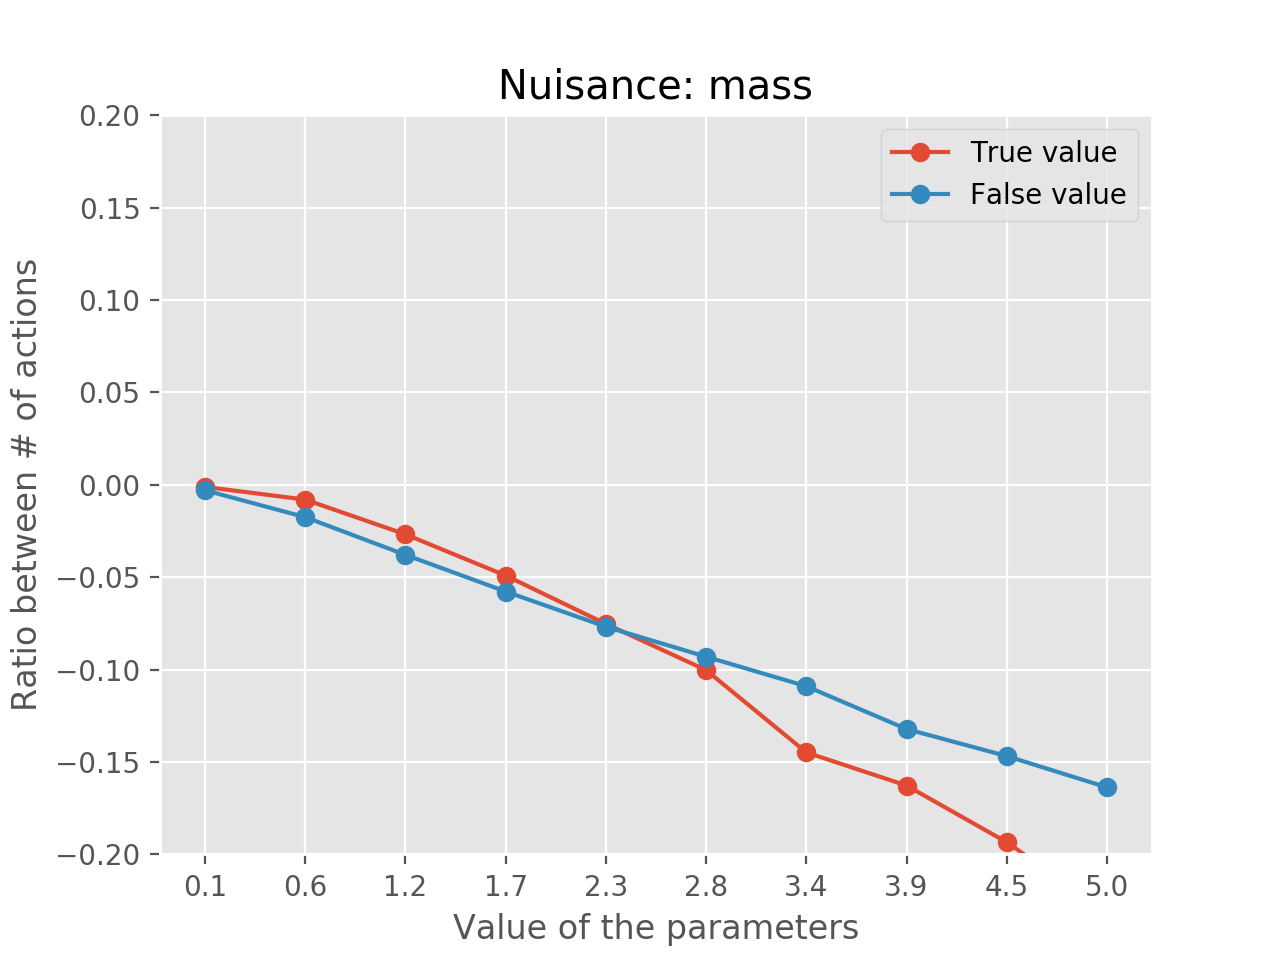 Nuisance: mass
True value
False value
0.20
0.15
0.10
0.05
0.00
−0.05
−0.10
−0.15
−0.20
Ratio between # of actions
0.1 0.6 1.2 1.7 2.3 2.8 3.4 3.9 4.5 5.0
Value of the parameters